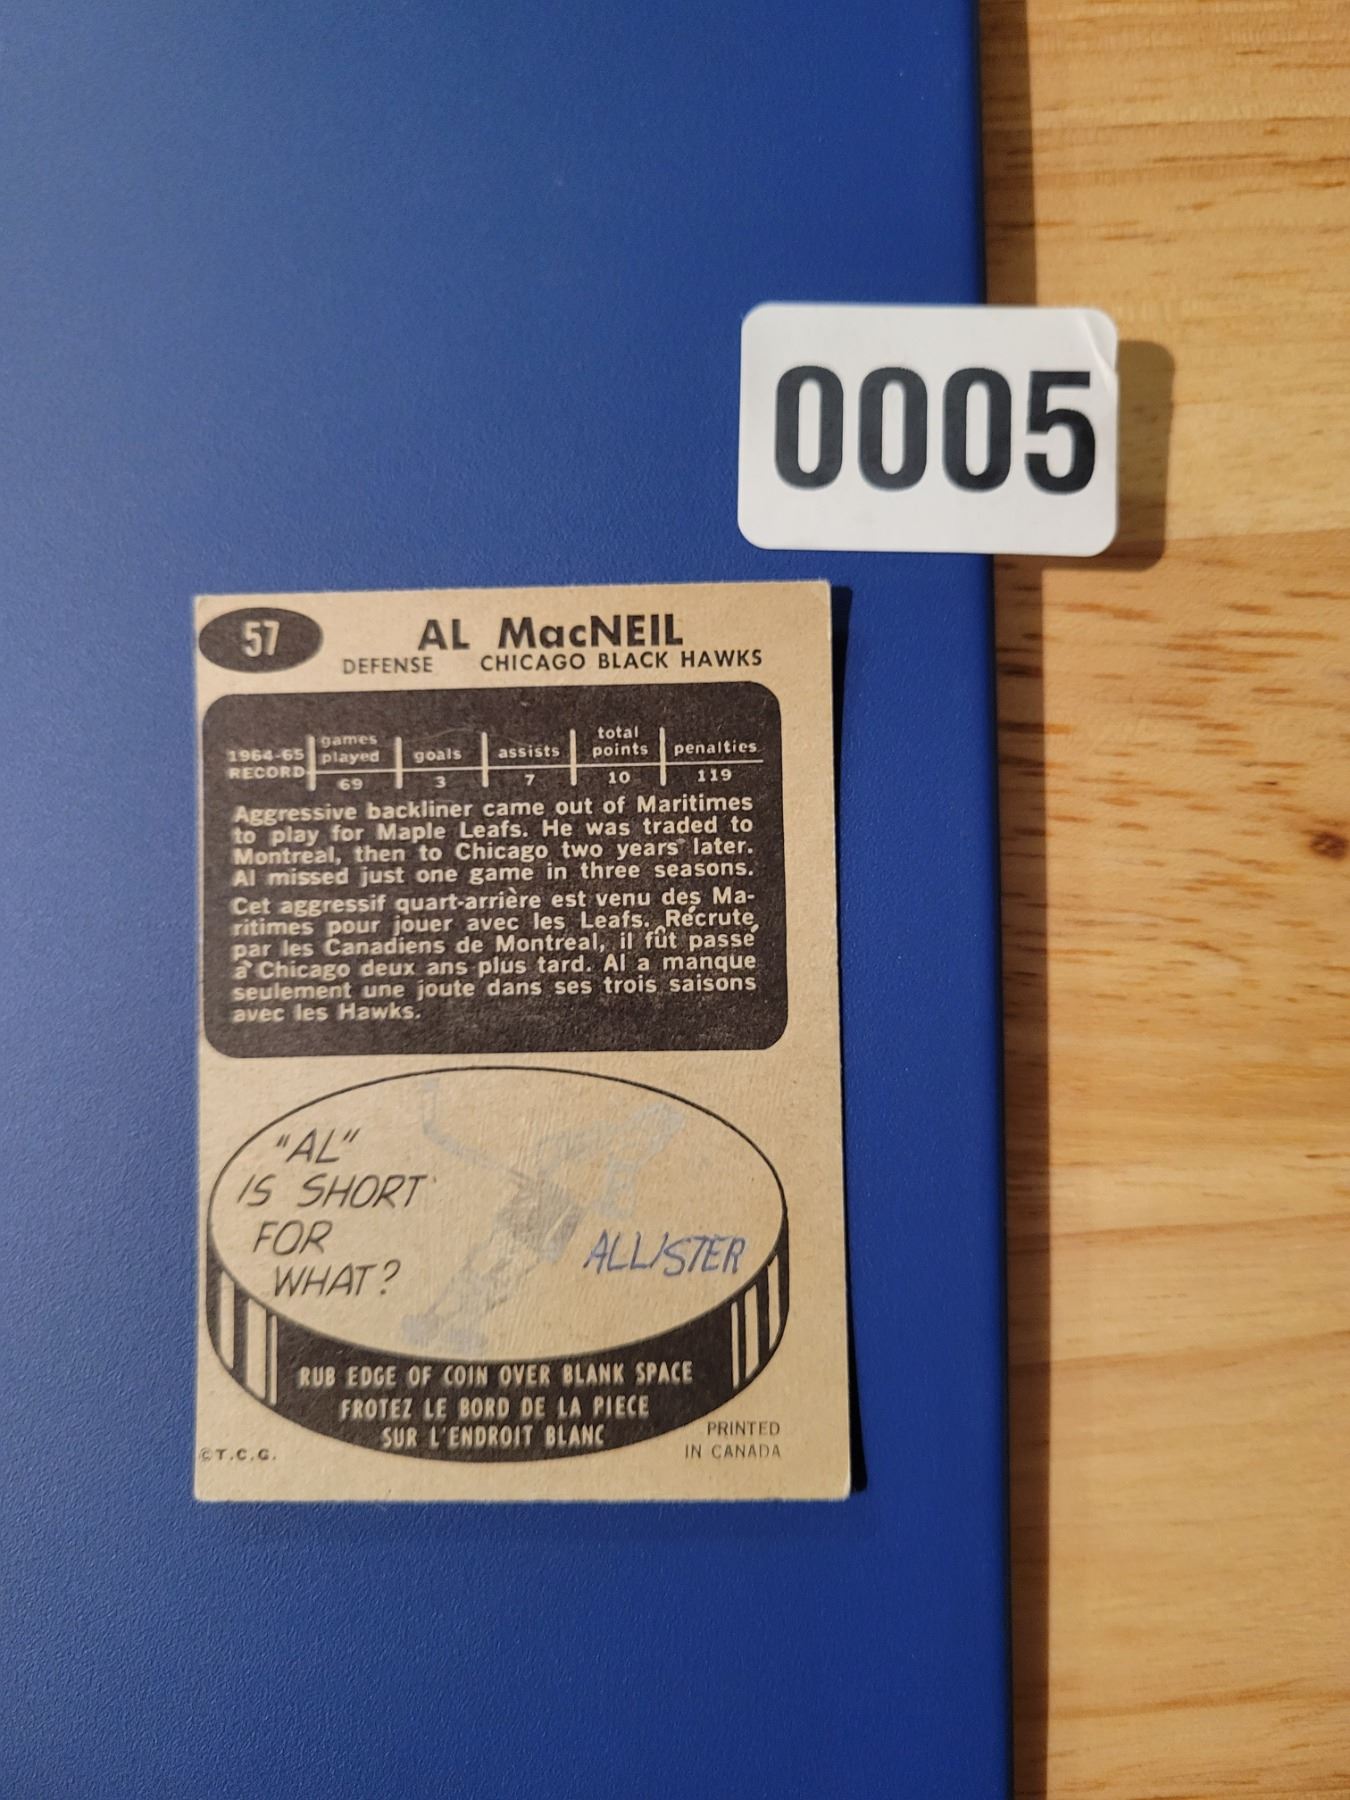 0005
57
AL MacNEIL
DEFENSE CHICAGO BLACK HAWKS
1964-65 RECORD games played goals assists total points penalties
69 3 7 10 119
Aggressive backliner came out of Maritimes
to play for Maple Leafs. He was traded to
Montreal, then to Chicago two years later.
Al missed just one game in three seasons.
Cet aggressif quart-arrière est venu des Ma-
ritimes pour jouer avec les Leafs. Récruté
par les Canadiens de Montreal, il fût passé
à Chicago deux ans plus tard. Al a manque
seulement une joute dans ses trois saisons
avec les Hawks.
"AL"
IS SHORT
FOR
WHAT?
ALLISTER
RUB EDGE OF COIN OVER BLANK SPACE
FROTEZ LE BORD DE LA PIECE
SUR L'ENDROIT BLANC
©T.C.G.
PRINTED
IN CANADA